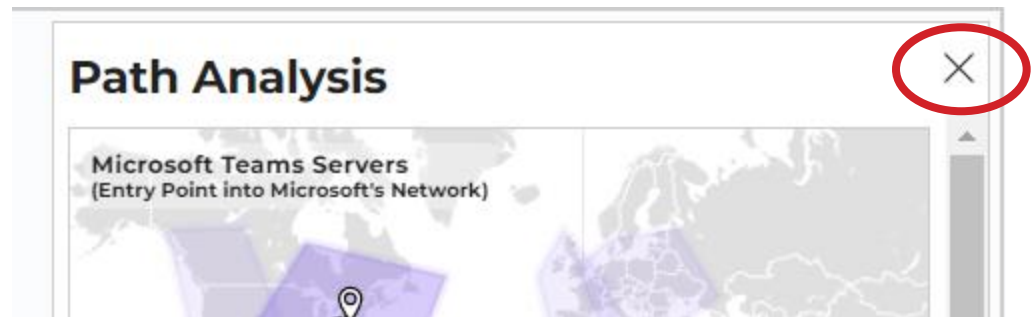 Path Analysis
Microsoft Teams Servers
(Entry Point into Microsoft's Network)